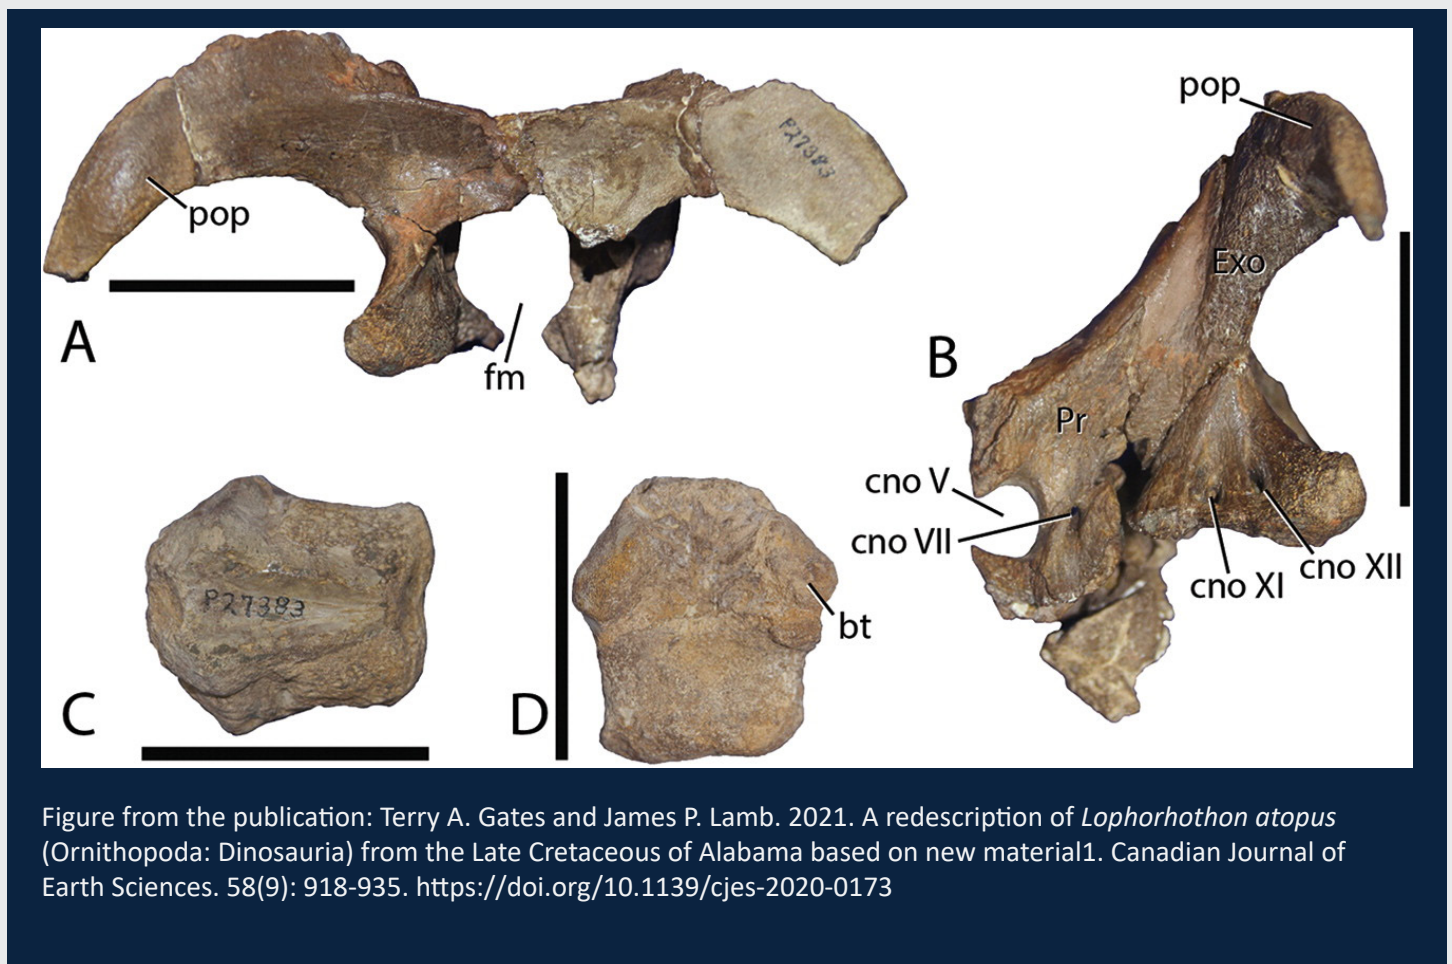 pop
P27383
pop
Exo
A
fm
B
Pr
cno V
cno VII
cno XI
cno XII
P27383
bt
C
D
Figure from the publication: Terry A. Gates and James P. Lamb. 2021. A redescription of Lophorhothon atopus
(Ornithopoda: Dinosauria) from the Late Cretaceous of Alabama based on new material1. Canadian Journal of
Earth Sciences. 58(9): 918-935. https://doi.org/10.1139/cjes-2020-0173